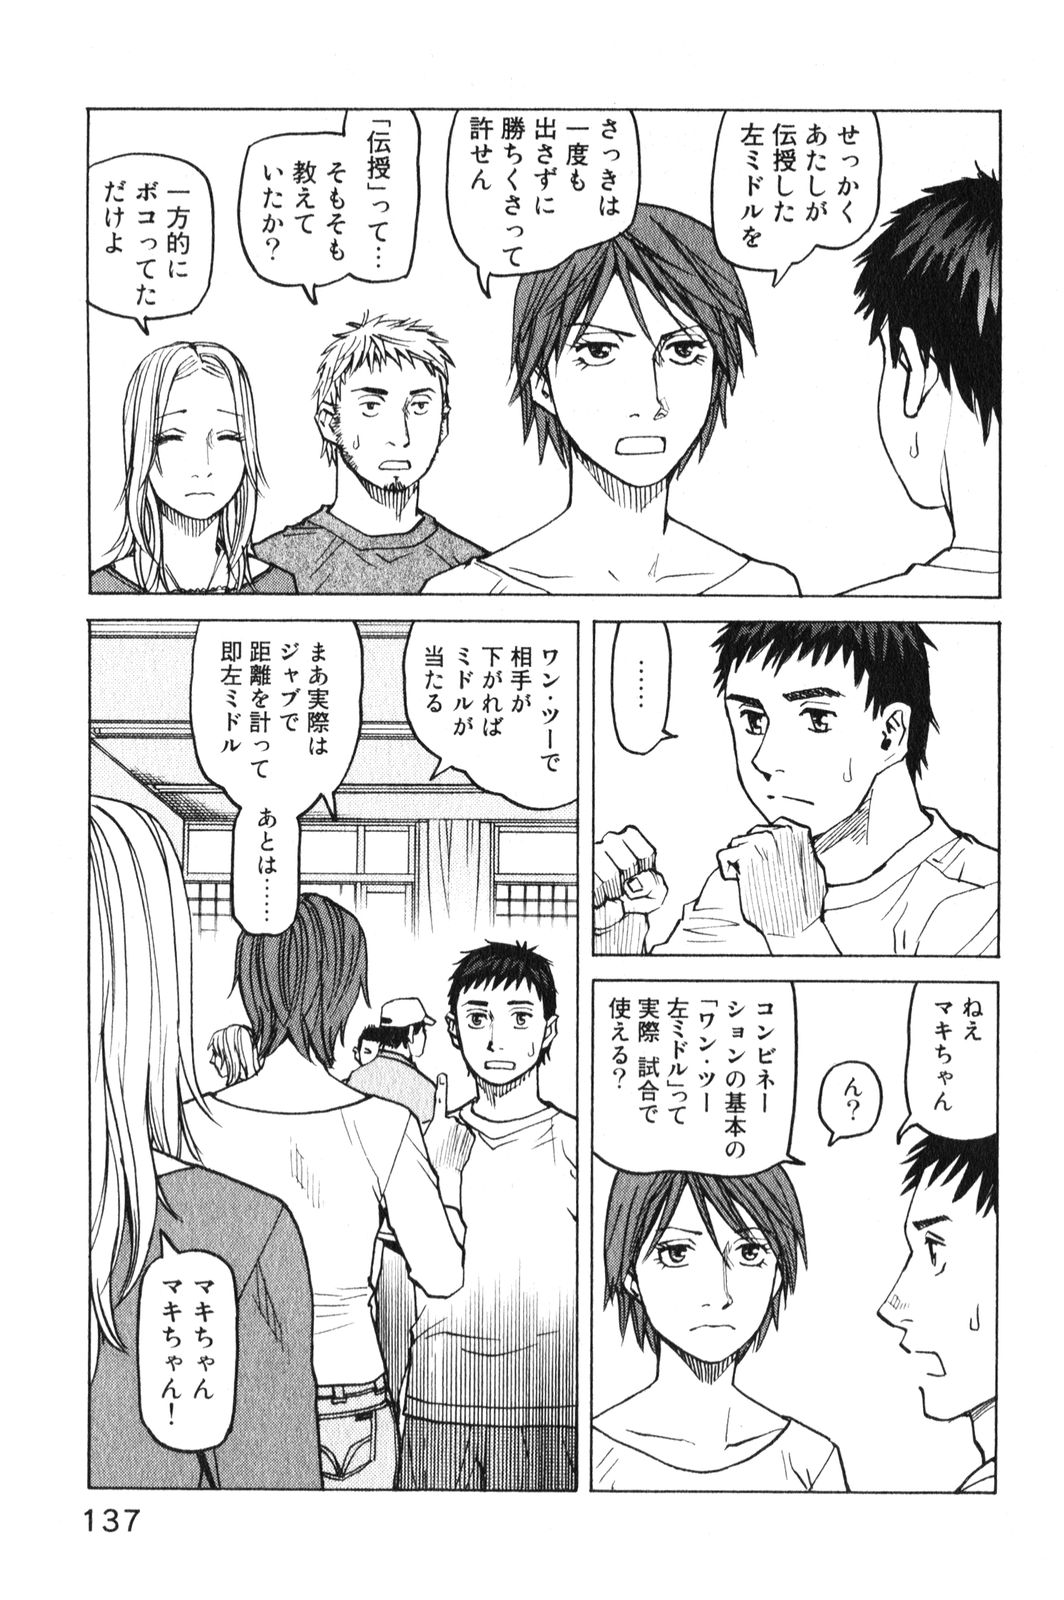 せっかく
あたしが
伝授した
左ミドルを
さっきは
一度も
出さずに
勝ちくさって
許せん
「伝授」って…
そもそも
教えて
いたか?
一方的に
ボコってた
だけよ
……
ねえ
マキちゃん
ん?
コンビネー
ションの基本の
「ワン・ツー
左ミドル」って
実際 試合で
使える?
ワン・ツーで
相手が
下がれば
ミドルが
当たる
まあ実際は
ジャブで
距離を計って
即左ミドル
あとは……
マキちゃん
マキちゃん!
137